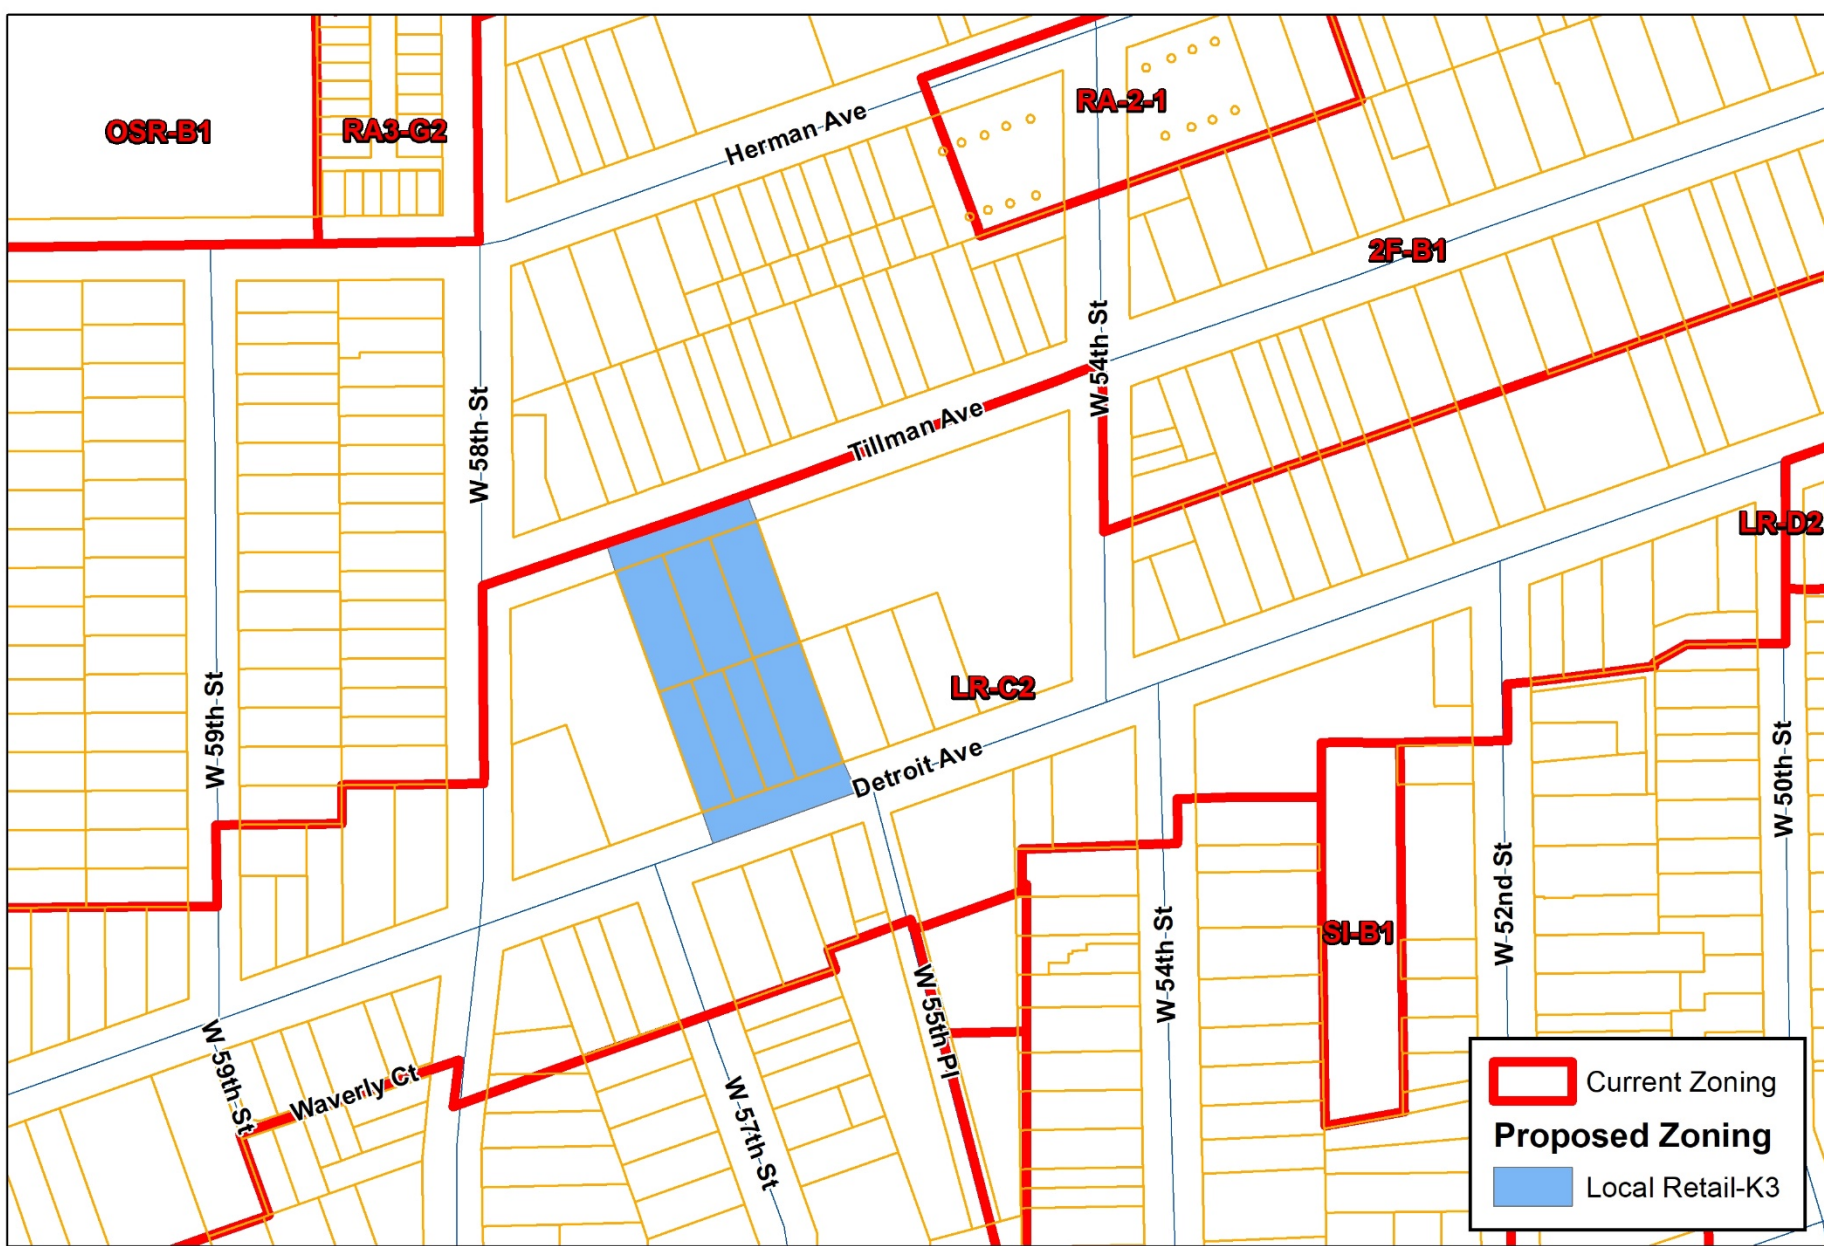 RA-2-1
OSR-B1
RA3-G2
Herman Ave
2F-B1
W 54th St
W 58th St
Tillman Ave
LR-D2
W 59th St
LR-C2
Detroit Ave
W 50th St
W 52nd St
SI-B1
W 54th St
W 55th Pl
W 59th St
Waverly Ct
W 57th St
Current Zoning
Proposed Zoning
Local Retail-K3